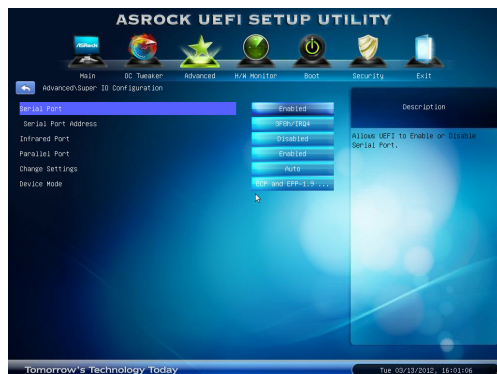 ASROCK UEFI SETUP UTILITY
ASRock
Main OC Tweaker Advanced H/W Monitor Boot Security Exit
Advanced\Super IO Configuration
Serial Port Enabled
Serial Port Address 3F8h/IRQ4
Infrared Port Disabled
Parallel Port Enabled
Change Settings Auto
Device Mode ECP and EPP-1.9 ...
Description
Allows UEFI to Enable or Disable
Serial Port.
Tomorrow's Technology Today
Tue 03/13/2012, 16:01:06